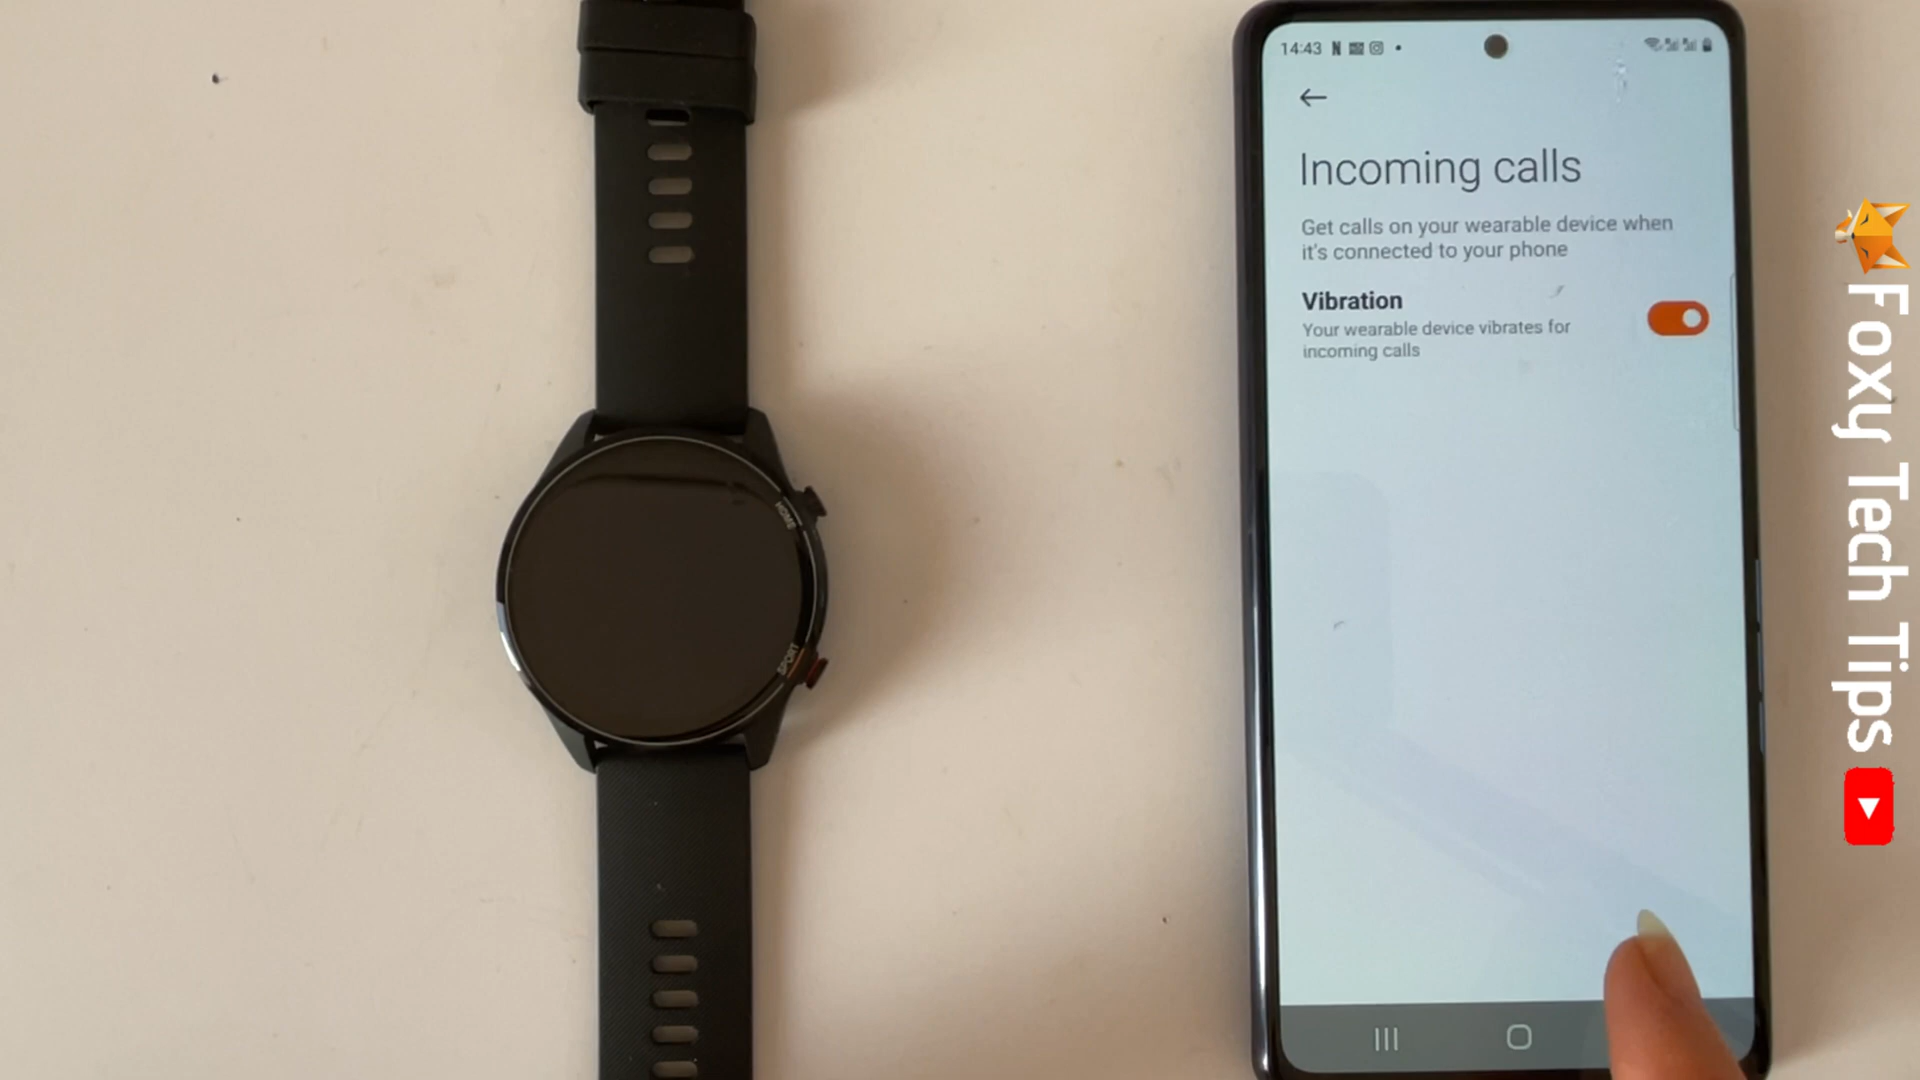 14:43
Incoming calls
Get calls on your wearable device when
it's connected to your phone
Vibration
Your wearable device vibrates for
incoming calls
HOME
SPORT
Foxy Tech Tips